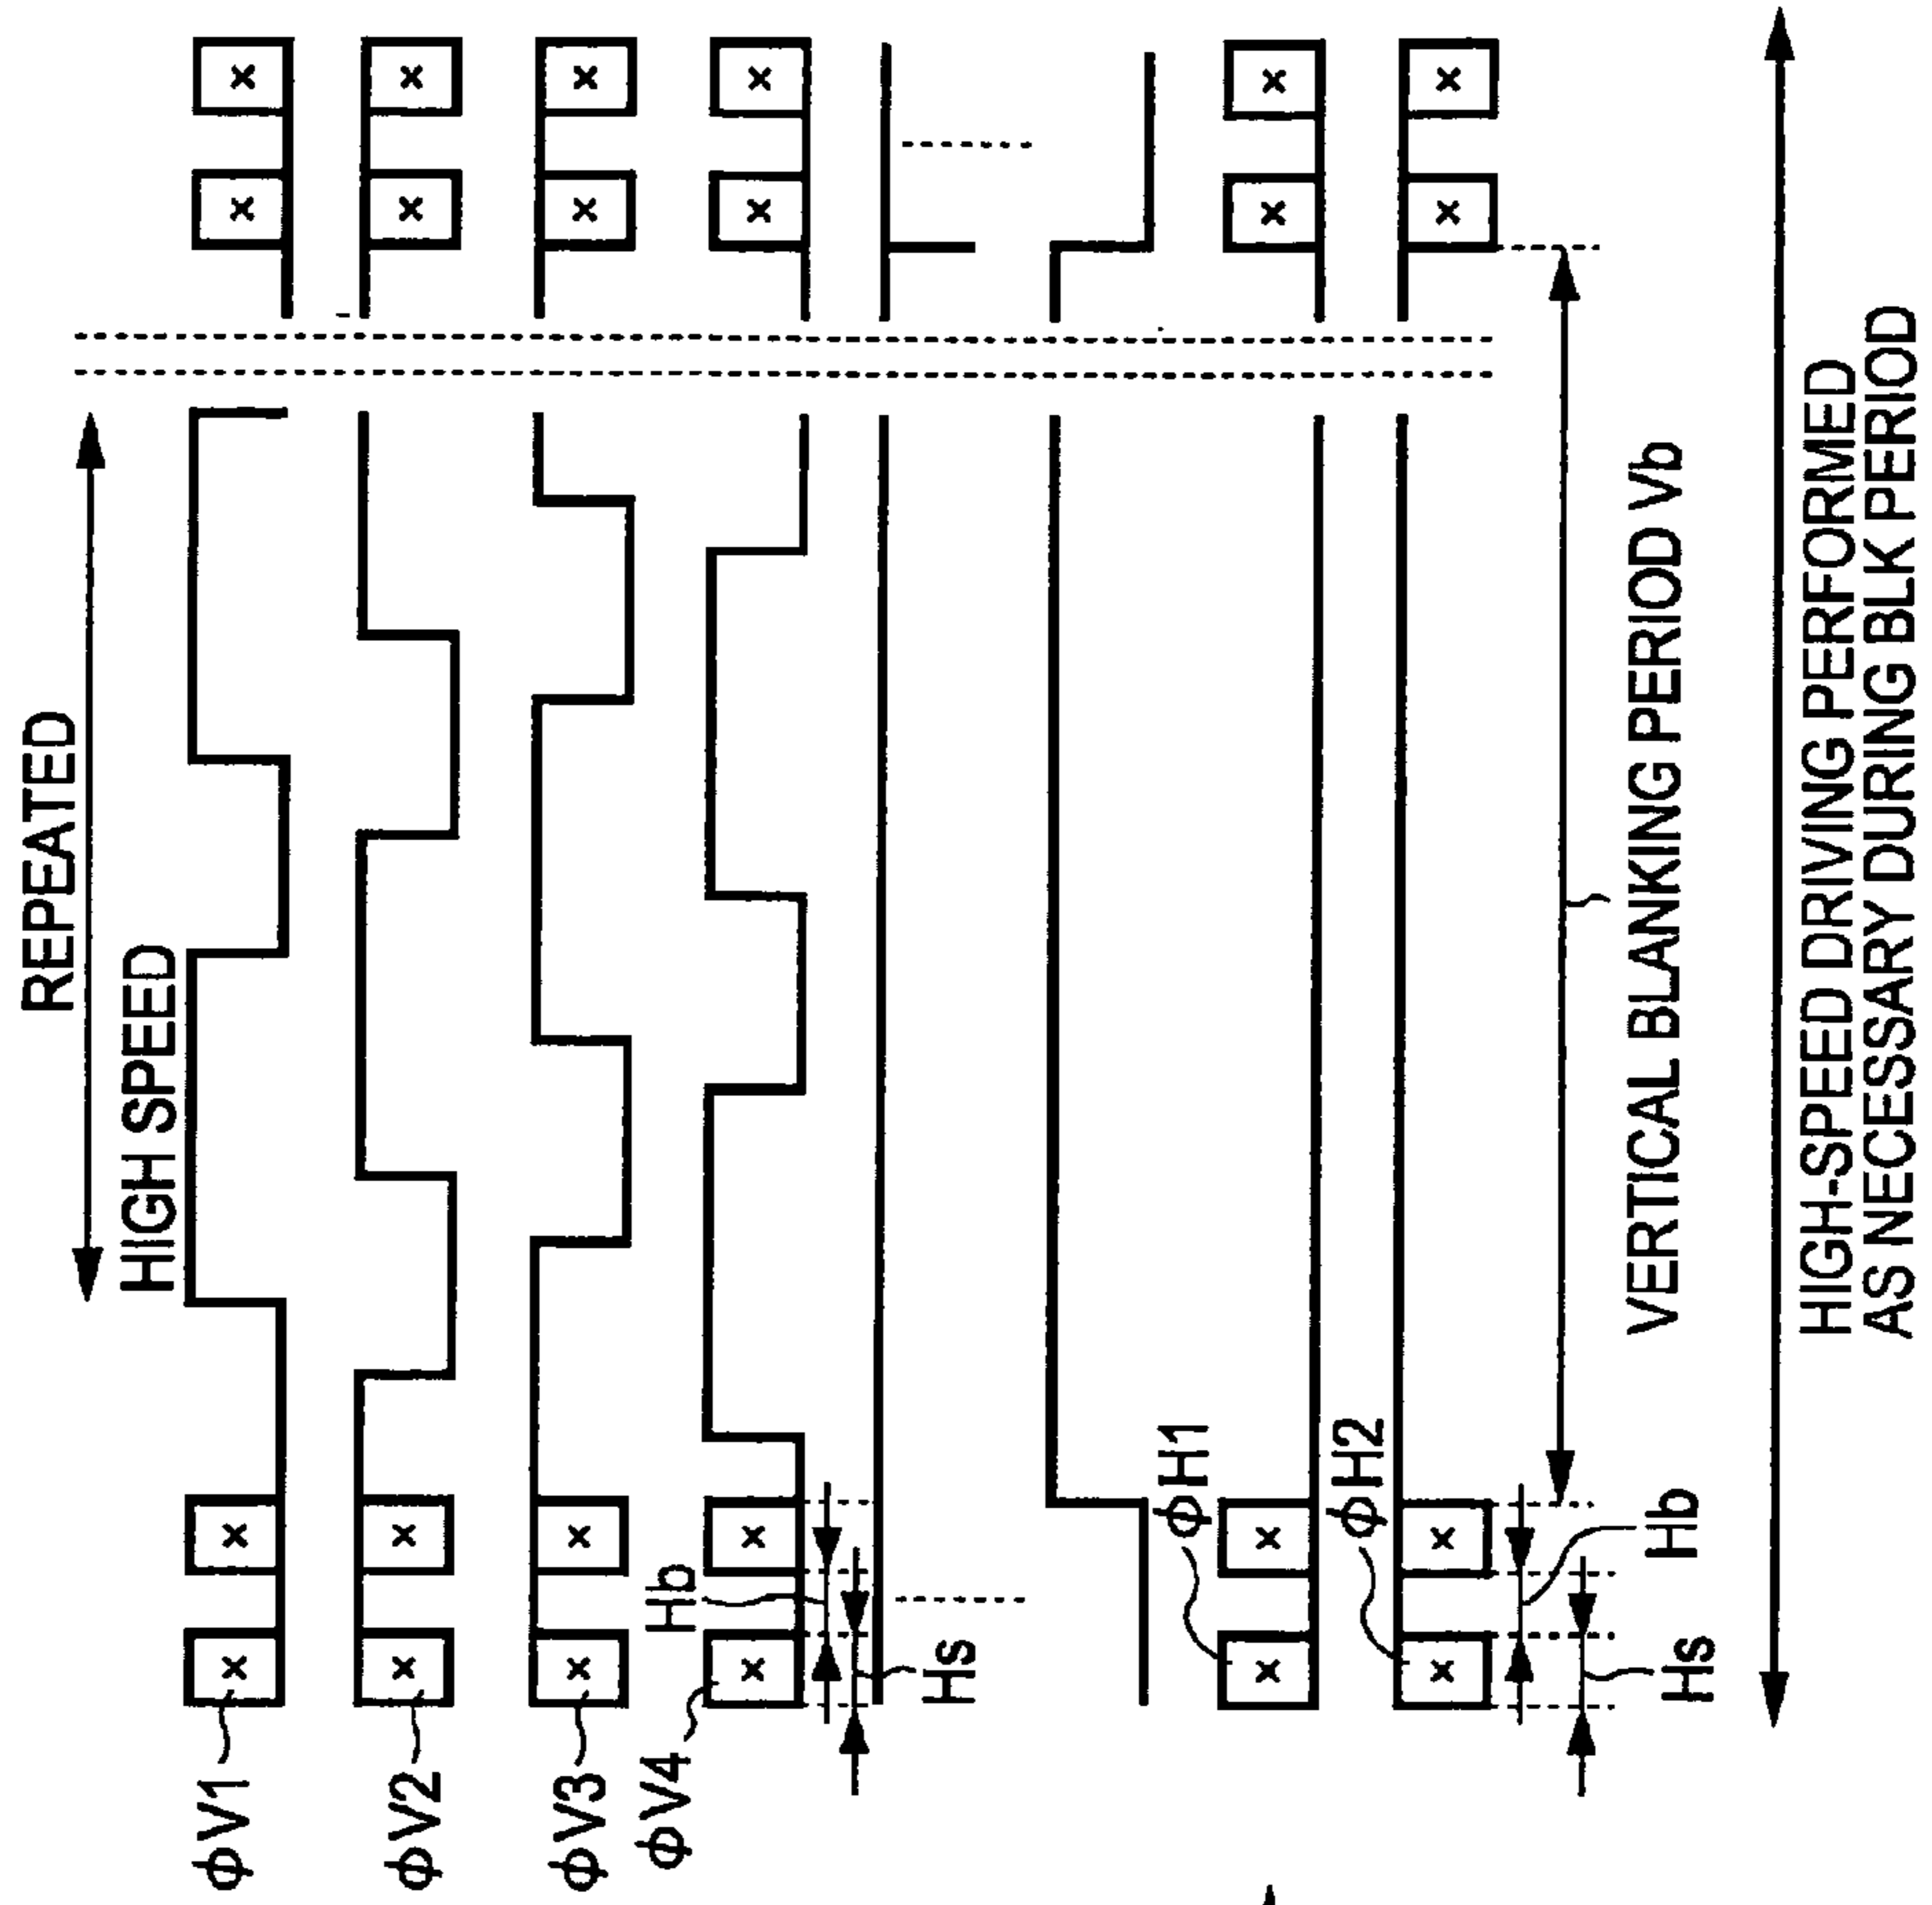 REPEATED
HIGH SPEED
φV1
×
×
×
×
φV2
×
×
×
×
φV3
×
×
×
×
φV4
×
×
×
×
Hb
Hs
φH1
×
×
×
×
φH2
×
×
×
×
Hb
Hs
VERTICAL BLANKING PERIOD Vb
HIGH-SPEED DRIVING PERFORMED
AS NECESSARY DURING BLK PERIOD